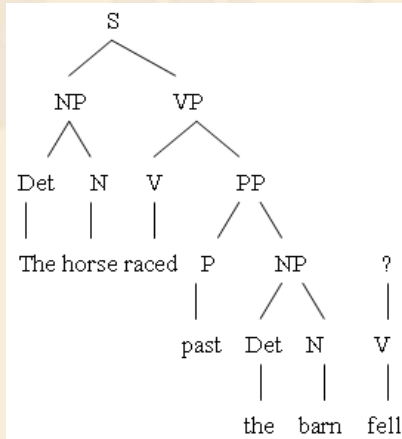 S
NP VP
Det N V PP
The horse raced P NP ?
past Det N V
the barn fell